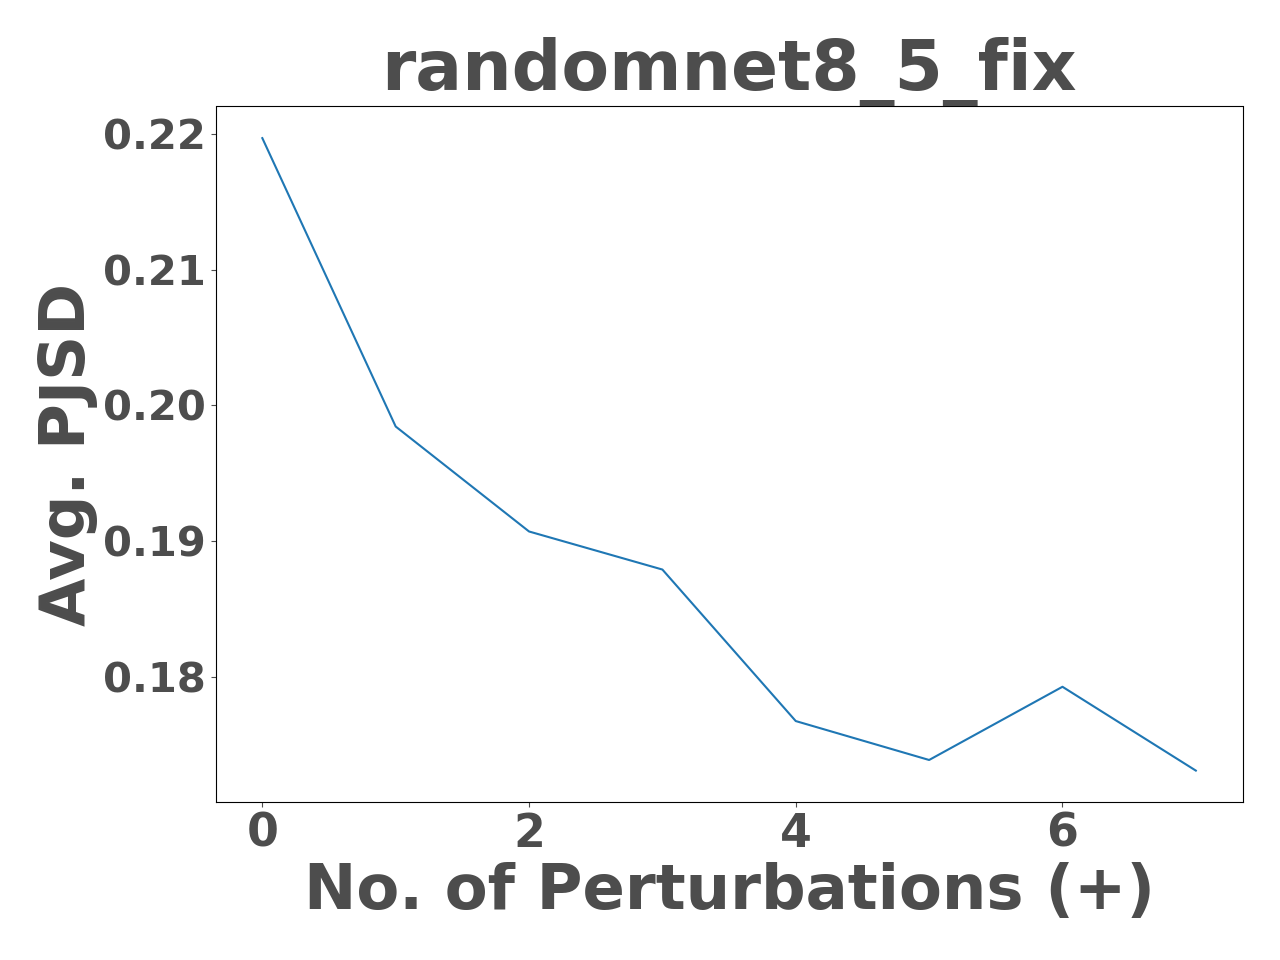 randomnet8_5_fix
Avg. PJSD
0.22
0.21
0.20
0.19
0.18
0 2 4 6
No. of Perturbations (+)